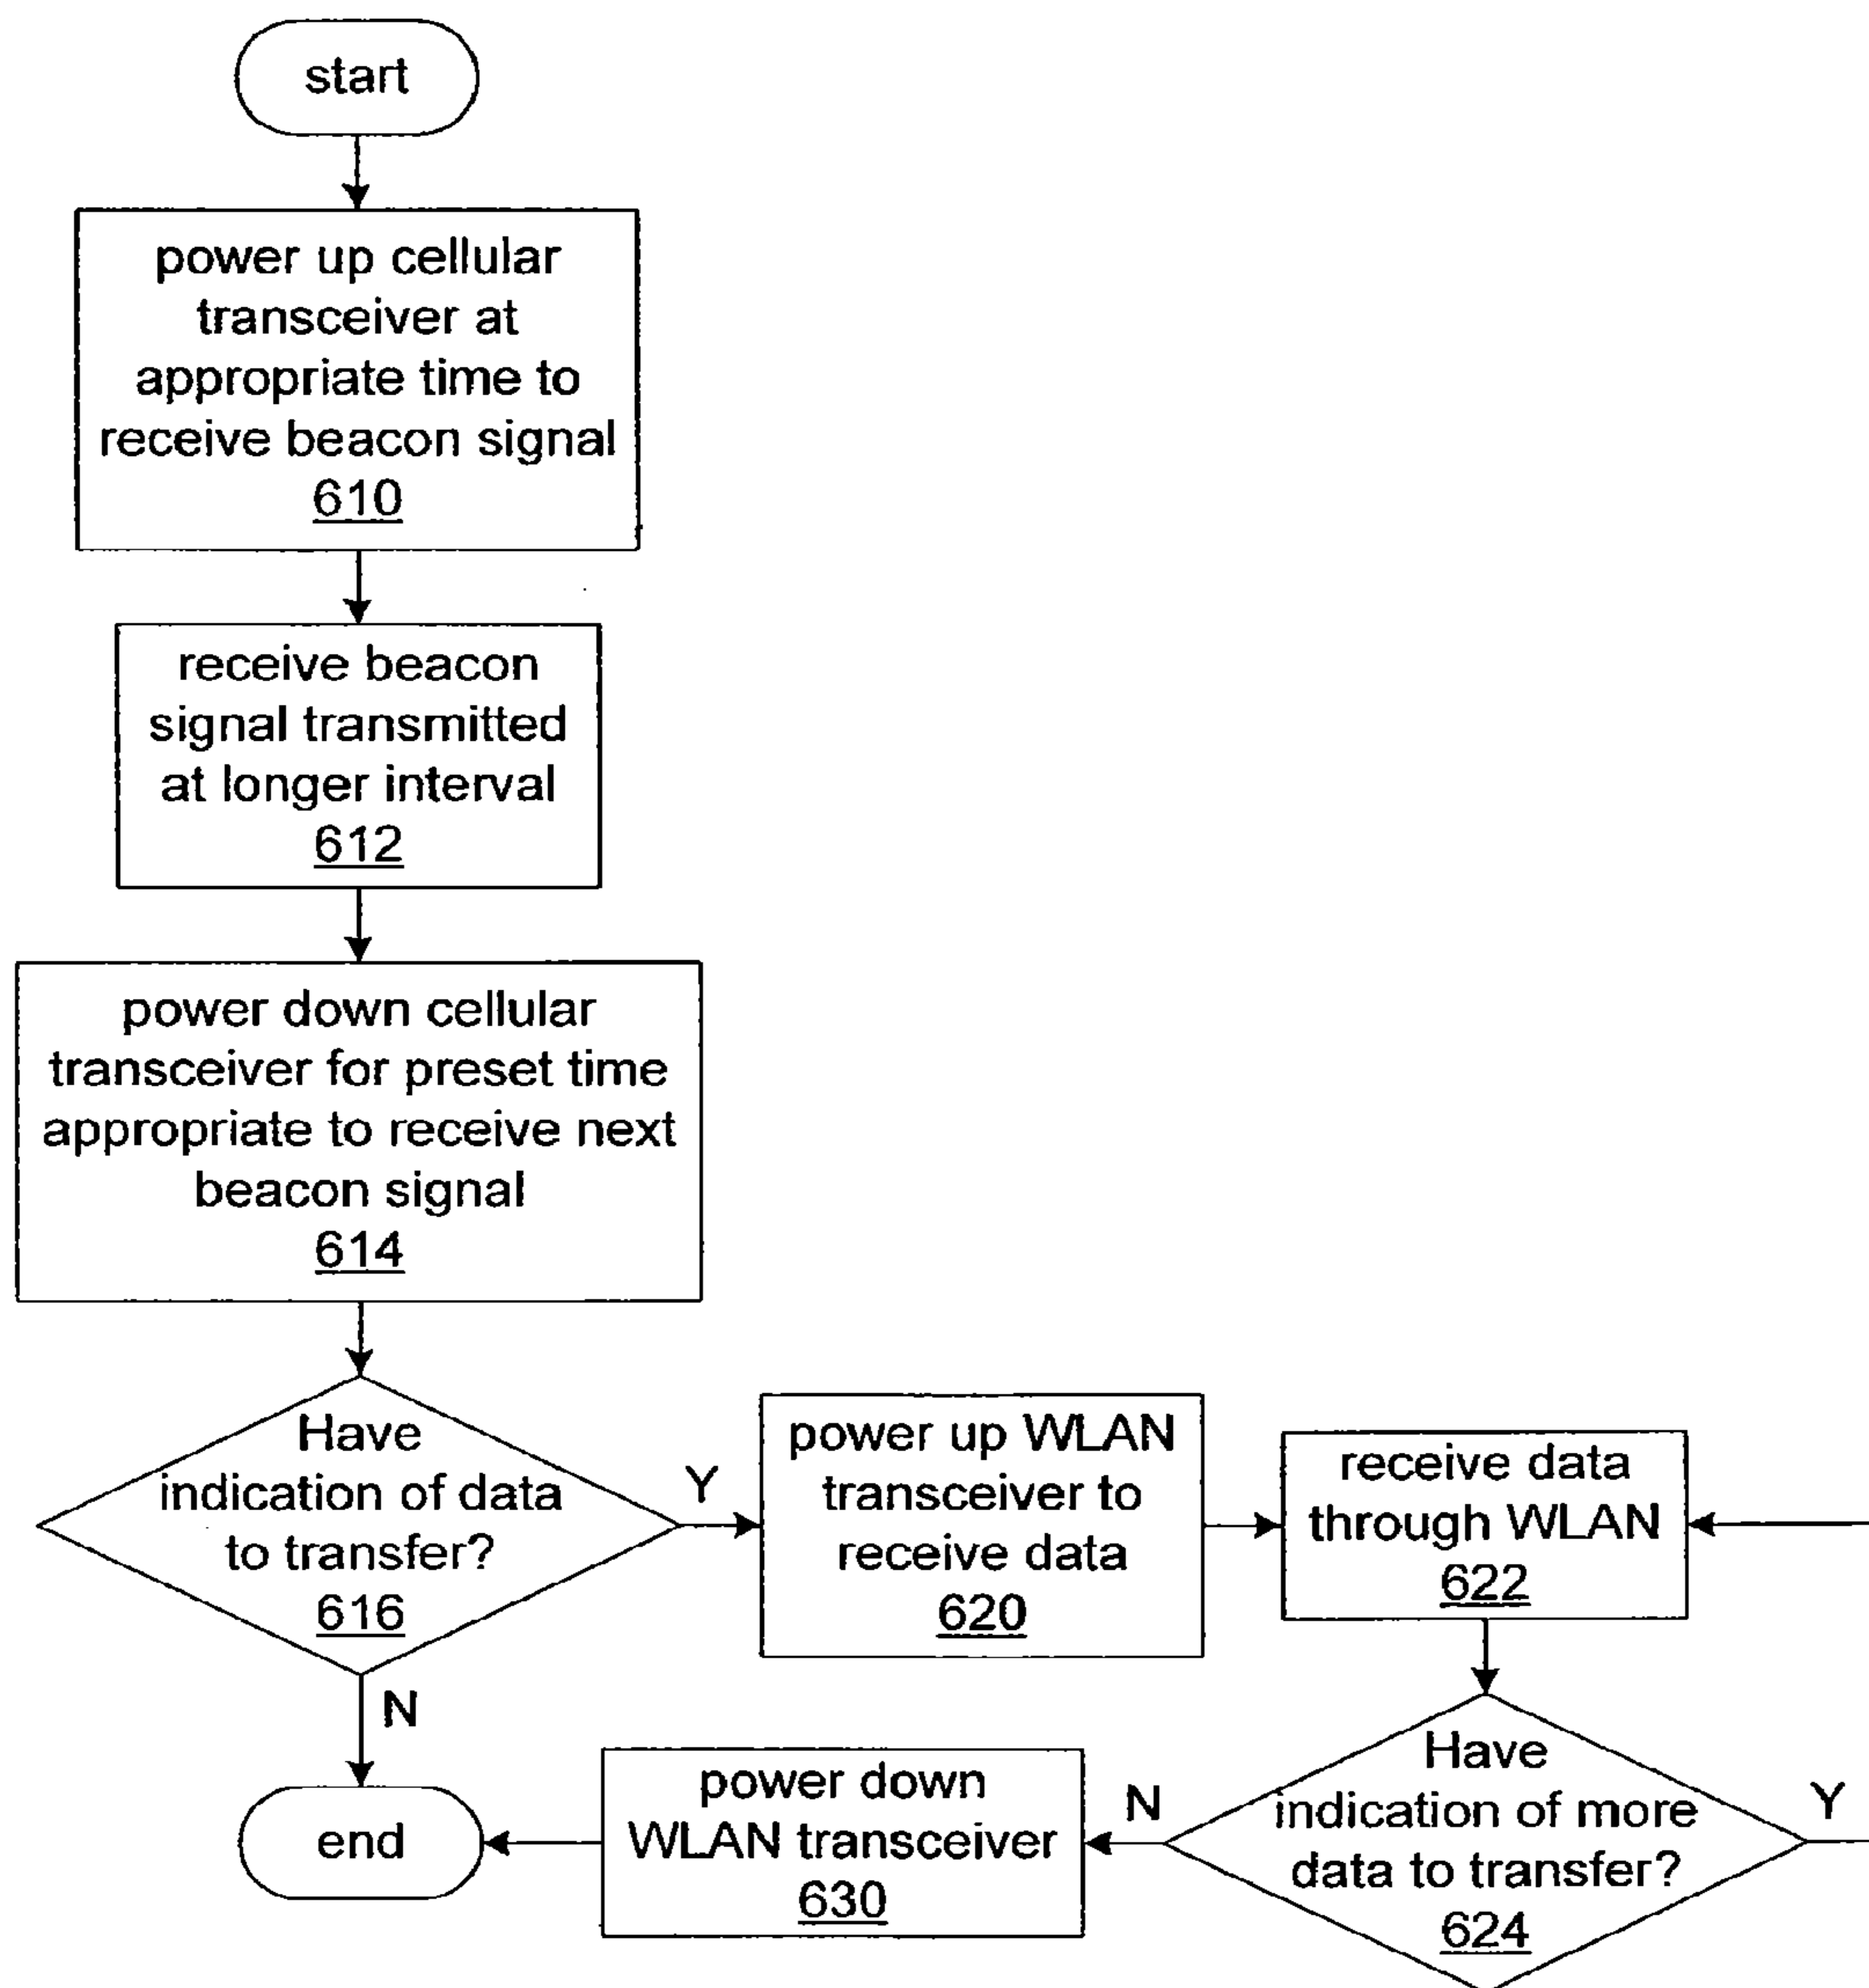 start
power up cellular
transceiver at
appropriate time to
receive beacon signal
610
receive beacon
signal transmitted
at longer interval
612
power down cellular
transceiver for preset time
appropriate to receive next
beacon signal
614
Have
indication of data
to transfer?
616
Y
N
power up WLAN
transceiver to
receive data
620
receive data
through WLAN
622
Have
indication of more
data to transfer?
624
Y
N
power down
WLAN transceiver
630
end